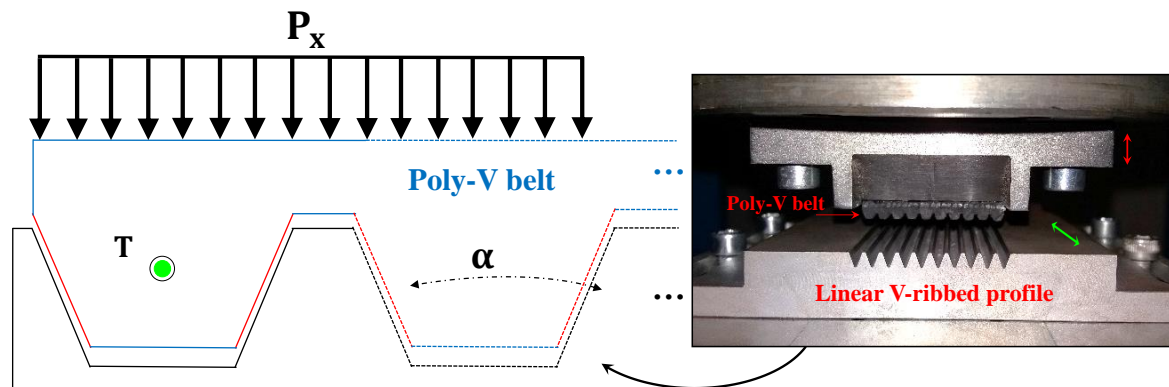 Pₓ
Poly-V belt
...
T
α
...
Poly-V belt
Linear V-ribbed profile